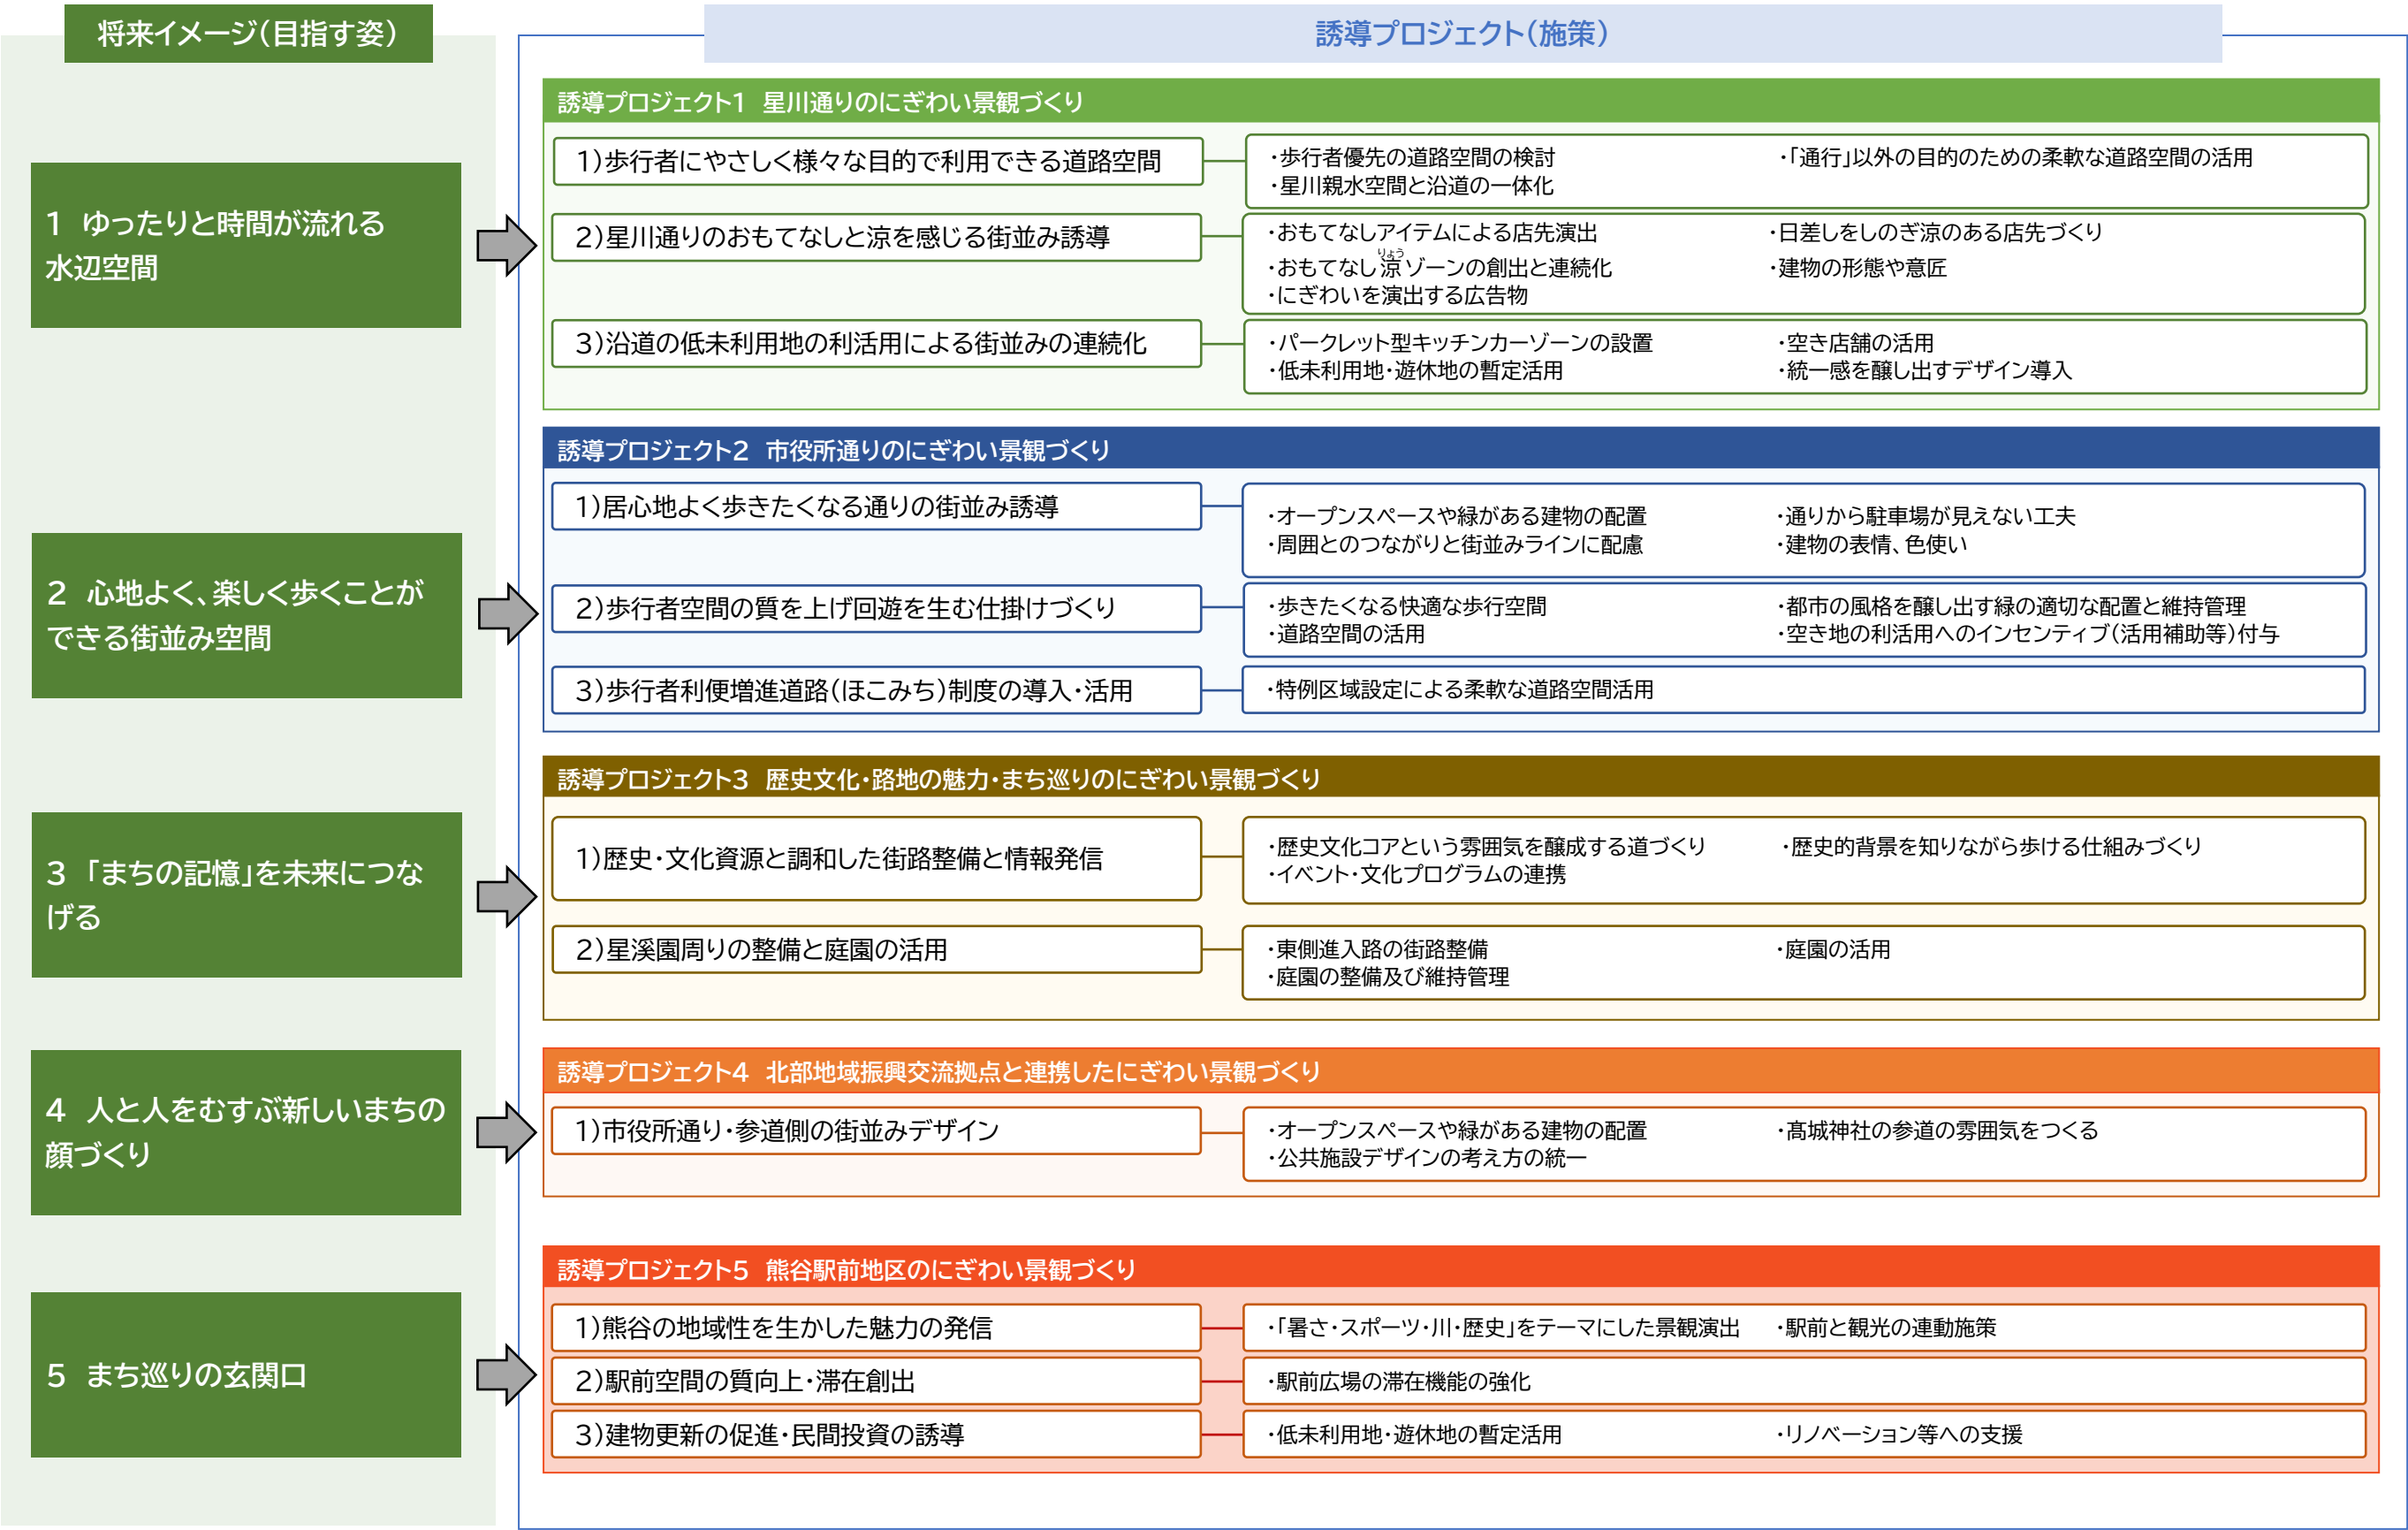 将来イメージ(目指す姿)
誘導プロジェクト(施策)
1 ゆったりと時間が流れる
水辺空間
誘導プロジェクト1 星川通りのにぎわい景観づくり
1)歩行者にやさしく様々な目的で利用できる道路空間
・歩行者優先の道路空間の検討 ・「通行」以外の目的のための柔軟な道路空間の活用
・星川親水空間と沿道の一体化
2)星川通りのおもてなしと涼を感じる街並み誘導
・おもてなしアイテムによる店先演出 ・日差しをしのぎ涼のある店先づくり
りょう
・おもてなし涼ゾーンの創出と連続化 ・建物の形態や意匠
・にぎわいを演出する広告物
3)沿道の低未利用地の利活用による街並みの連続化
・パークレット型キッチンカーゾーンの設置 ・空き店舗の活用
・低未利用地・遊休地の暫定活用 ・統一感を醸し出すデザイン導入
2 心地よく、楽しく歩くことが
できる街並み空間
誘導プロジェクト2 市役所通りのにぎわい景観づくり
1)居心地よく歩きたくなる通りの街並み誘導
・オープンスペースや緑がある建物の配置 ・通りから駐車場が見えない工夫
・周囲とのつながりと街並みラインに配慮 ・建物の表情、色使い
2)歩行者空間の質を上げ回遊を生む仕掛けづくり
・歩きたくなる快適な歩行空間 ・都市の風格を醸し出す緑の適切な配置と維持管理
・道路空間の活用 ・空き地の利活用へのインセンティブ(活用補助等)付与
3)歩行者利便増進道路(ほこみち)制度の導入・活用
・特例区域設定による柔軟な道路空間活用
3 「まちの記憶」を未来につな
げる
誘導プロジェクト3 歴史文化・路地の魅力・まち巡りのにぎわい景観づくり
1)歴史・文化資源と調和した街路整備と情報発信
・歴史文化コアという雰囲気を醸成する道づくり ・歴史的背景を知りながら歩ける仕組みづくり
・イベント・文化プログラムの連携
2)星溪園周りの整備と庭園の活用
・東側進入路の街路整備 ・庭園の活用
・庭園の整備及び維持管理
4 人と人をむすぶ新しいまちの
顔づくり
誘導プロジェクト4 北部地域振興交流拠点と連携したにぎわい景観づくり
1)市役所通り・参道側の街並みデザイン
・オープンスペースや緑がある建物の配置 ・髙城神社の参道の雰囲気をつくる
・公共施設デザインの考え方の統一
5 まち巡りの玄関口
誘導プロジェクト5 熊谷駅前地区のにぎわい景観づくり
1)熊谷の地域性を生かした魅力の発信
・「暑さ・スポーツ・川・歴史」をテーマにした景観演出 ・駅前と観光の連動施策
2)駅前空間の質向上・滞在創出
・駅前広場の滞在機能の強化
3)建物更新の促進・民間投資の誘導
・低未利用地・遊休地の暫定活用 ・リノベーション等への支援